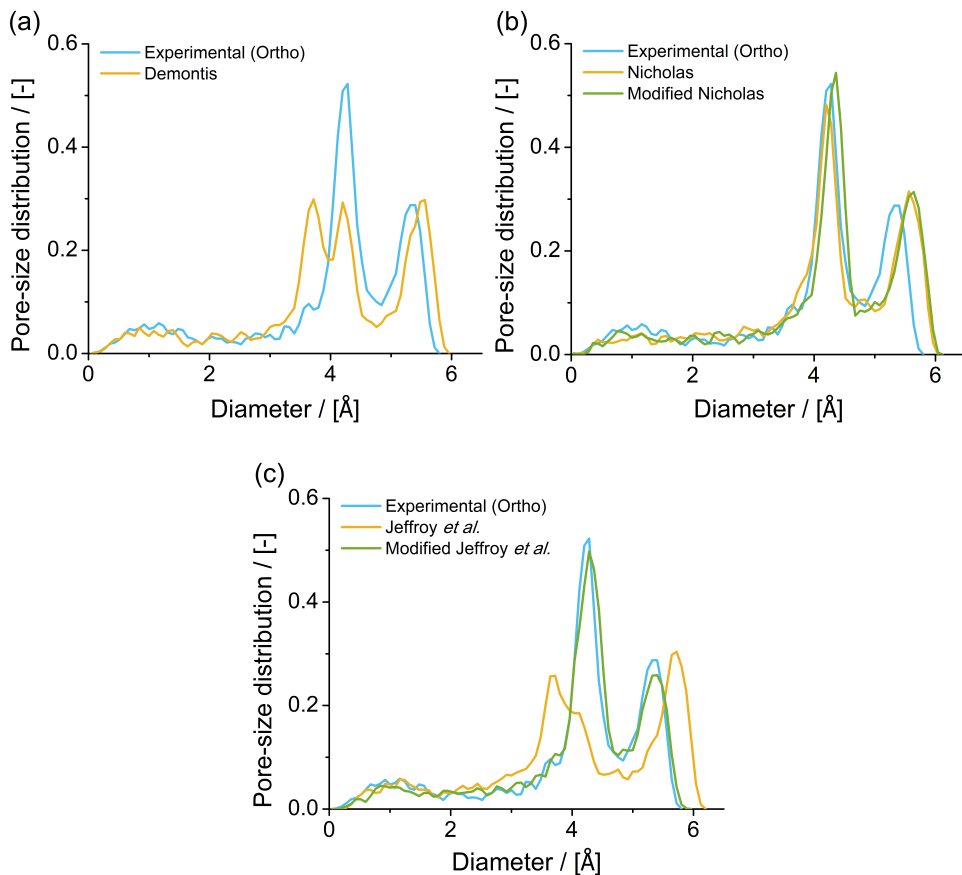 (a)
0.6
Experimental (Ortho)
Demontis
0.4
0.2
0.0
Pore-size distribution / [-]
0
2
4
6
Diameter / [Å]
(b)
0.6
Experimental (Ortho)
Nicholas
Modified Nicholas
0.4
0.2
0.0
Pore-size distribution / [-]
0
2
4
6
Diameter / [Å]
(c)
0.6
Experimental (Ortho)
Jeffroy et al.
Modified Jeffroy et al.
0.4
0.2
0.0
Pore-size distribution / [-]
0
2
4
6
Diameter / [Å]